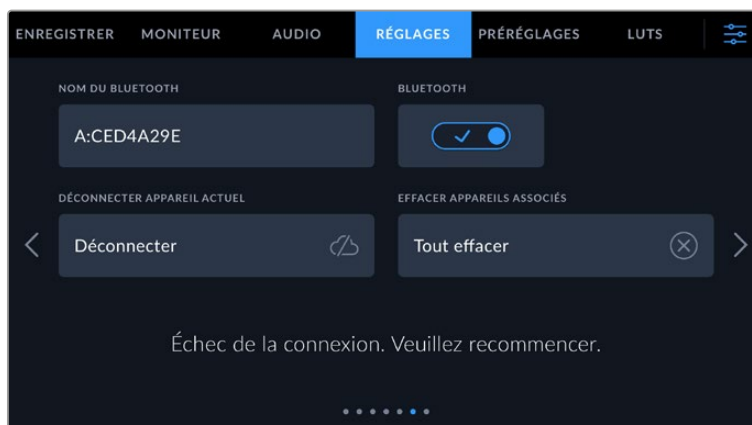 ENREGISTRER MONITEUR AUDIO RÉGLAGES PRÉRÉGLAGES LUTS
NOM DU BLUETOOTH BLUETOOTH
A:CED4A29E
DÉCONNECTER APPAREIL ACTUEL EFFACER APPAREILS ASSOCIÉS
Déconnecter Tout effacer
Échec de la connexion. Veuillez recommencer.